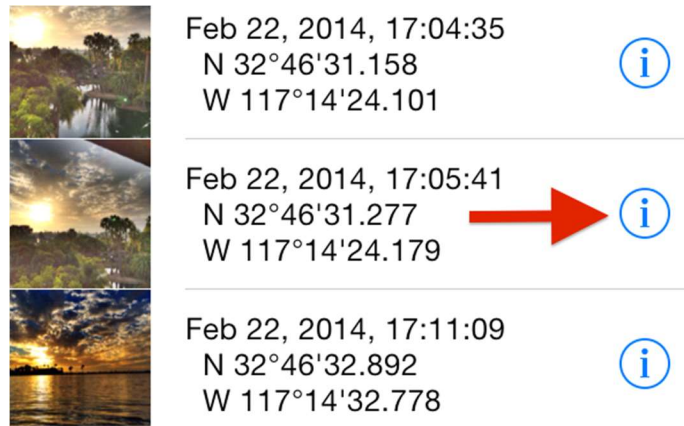 Feb 22, 2014, 17:04:35
N 32°46'31.158
W 117°14'24.101
i
Feb 22, 2014, 17:05:41
N 32°46'31.277
W 117°14'24.179
i
Feb 22, 2014, 17:11:09
N 32°46'32.892
W 117°14'32.778
i